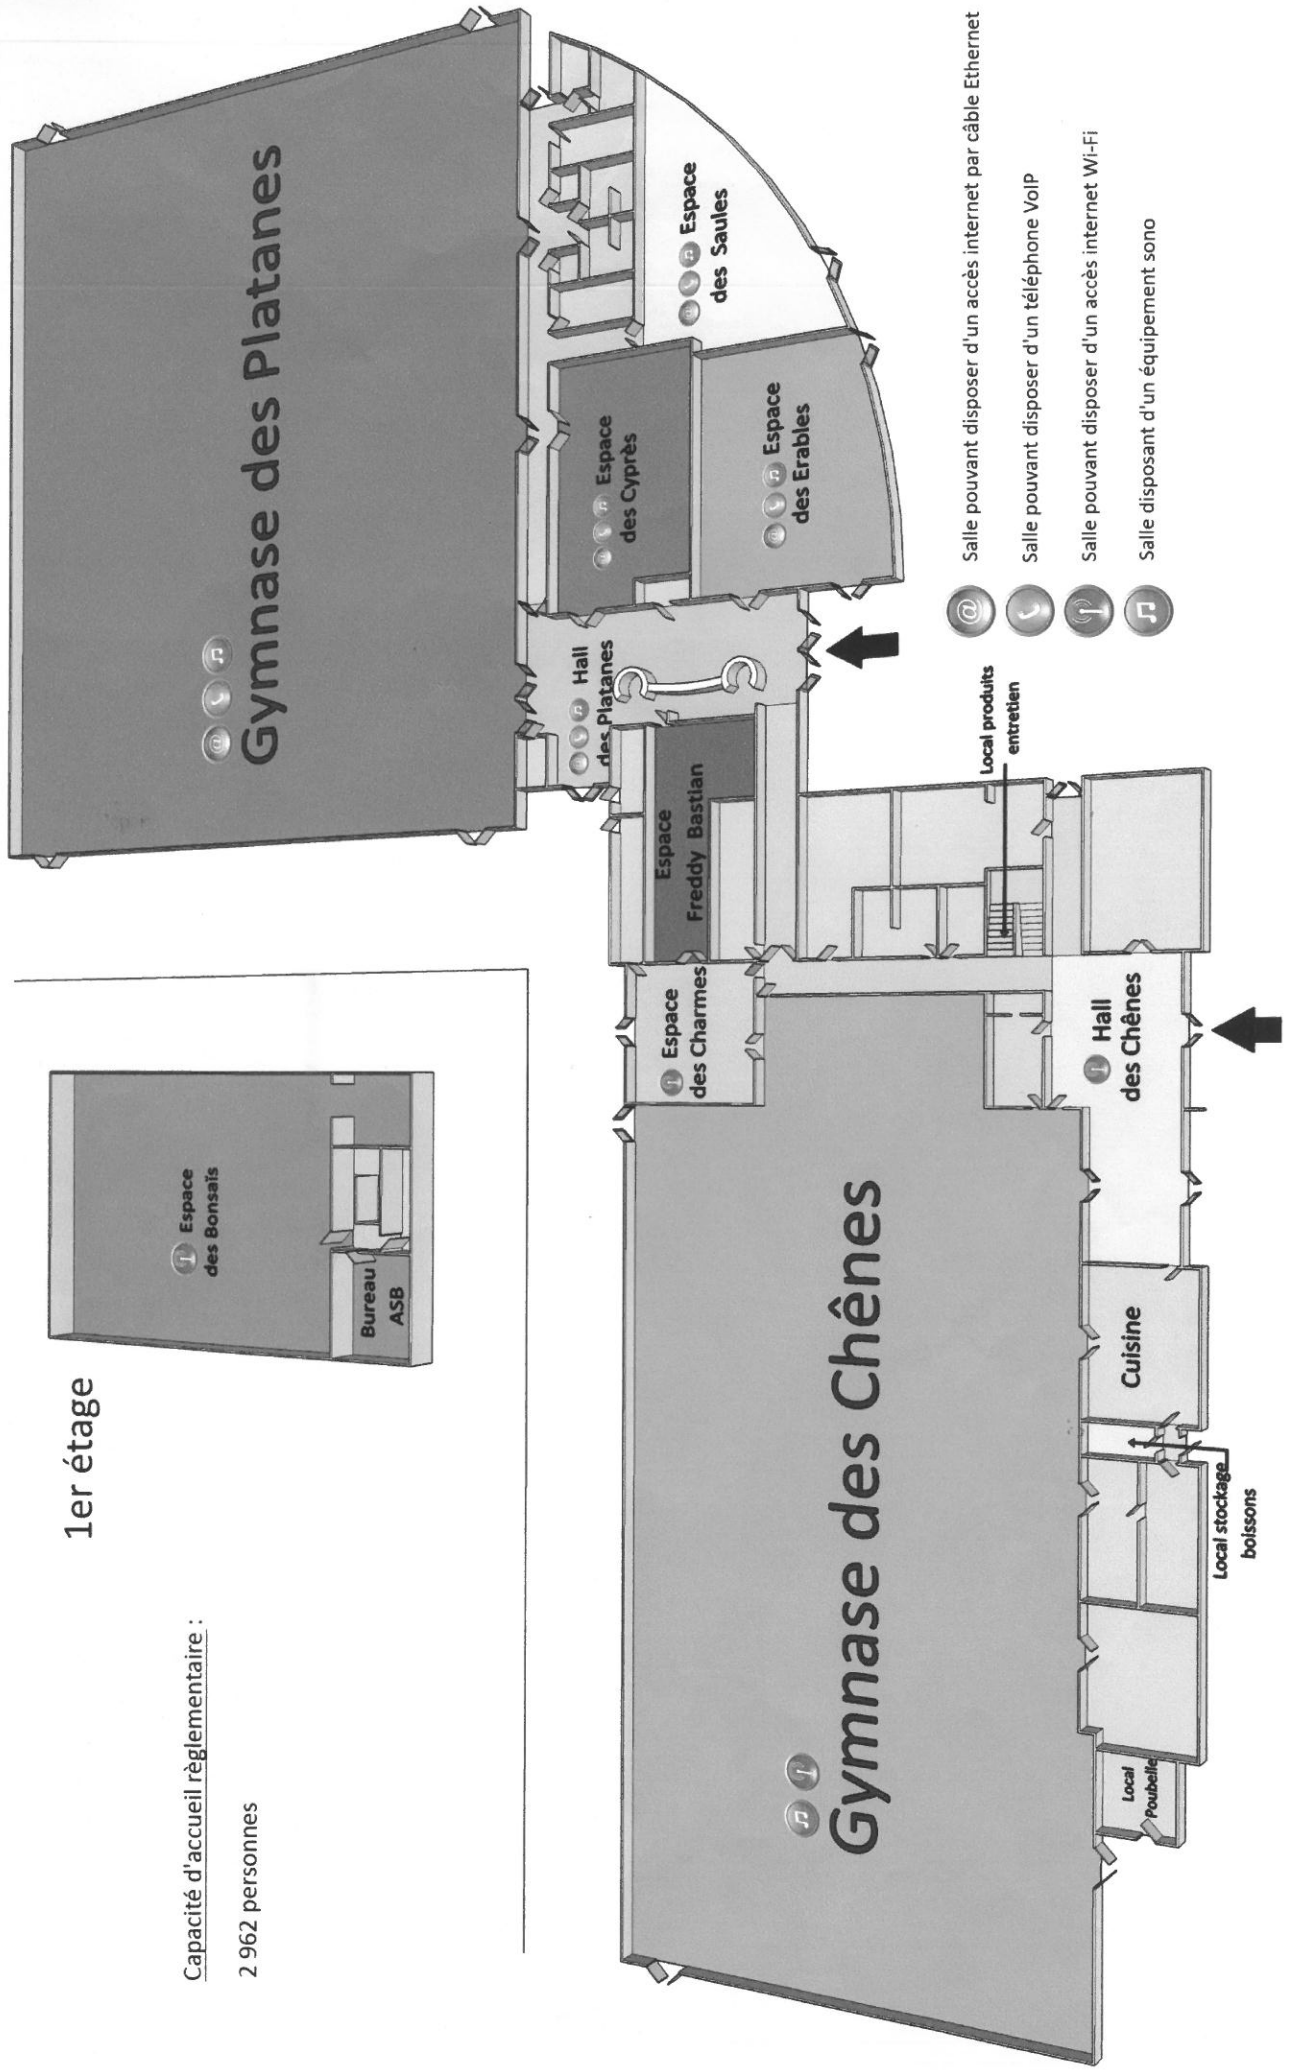 1er étage
Capacité d'accueil règlementaire :
2 962 personnes
Espace
des Bonsaïs
Bureau
ASB
Gymnase des Platanes
Hall
des Platanes
Espace
des Cyprès
Espace
des Saules
Espace
des Erables
Espace
Freddy Bastian
Espace
des Charmes
Gymnase des Chênes
Hall
des Chênes
Cuisine
Local produits
entretien
Local stockage
boissons
Local
Poubelle
@ Salle pouvant disposer d'un accès internet par câble Ethernet
Salle pouvant disposer d'un téléphone VoIP
Salle pouvant disposer d'un accès internet Wi-Fi
Salle disposant d'un équipement sono